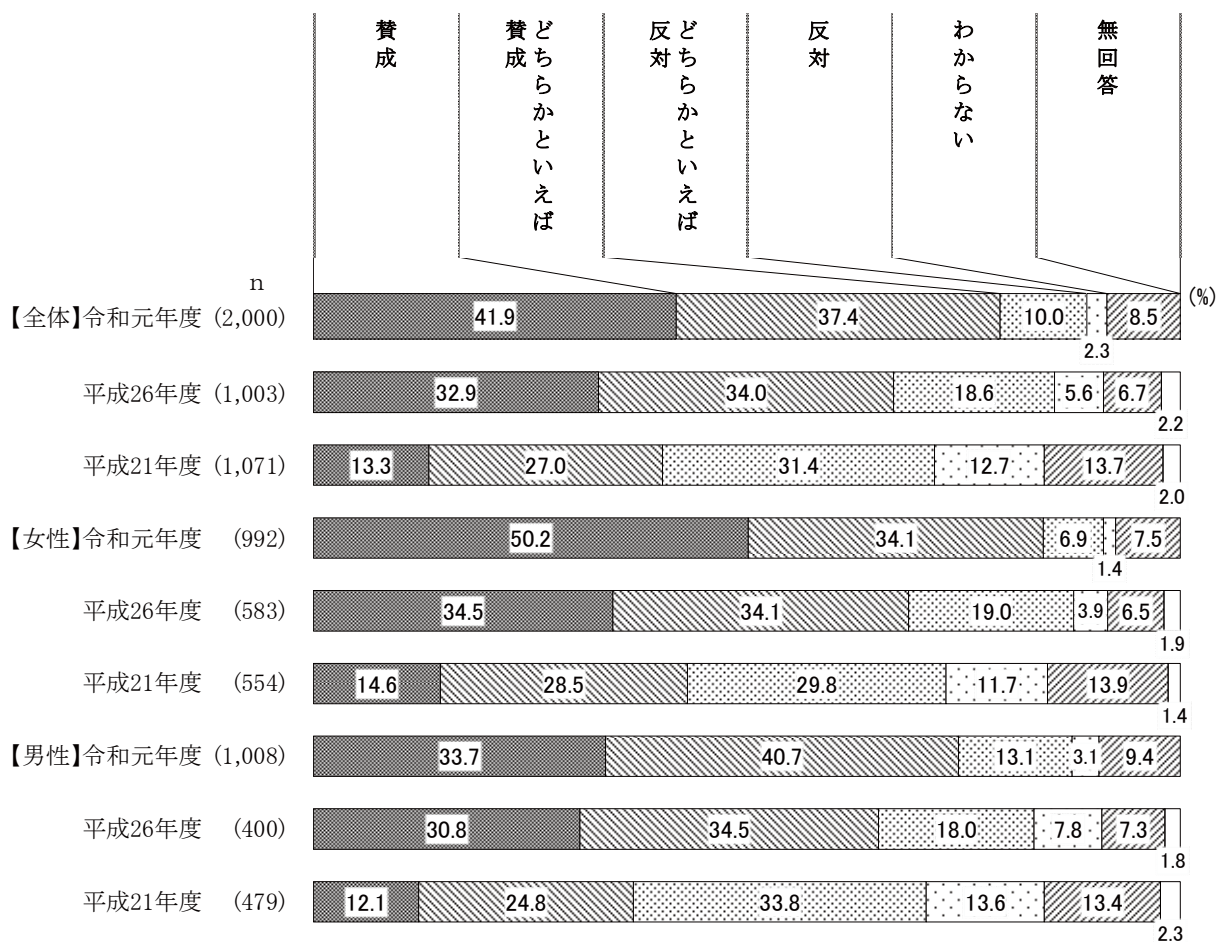 賛成
どちらかといえば
賛成
どちらかといえば
反対
反対
わからない
無回答
n
(%)
【全体】令和元年度 (2,000) 41.9 37.4 10.0 2.3 8.5
平成26年度 (1,003) 32.9 34.0 18.6 5.6 6.7 2.2
平成21年度 (1,071) 13.3 27.0 31.4 12.7 13.7 2.0
【女性】令和元年度 (992) 50.2 34.1 6.9 1.4 7.5
平成26年度 (583) 34.5 34.1 19.0 3.9 6.5 1.9
平成21年度 (554) 14.6 28.5 29.8 11.7 13.9 1.4
【男性】令和元年度 (1,008) 33.7 40.7 13.1 3.1 9.4
平成26年度 (400) 30.8 34.5 18.0 7.8 7.3 1.8
平成21年度 (479) 12.1 24.8 33.8 13.6 13.4 2.3